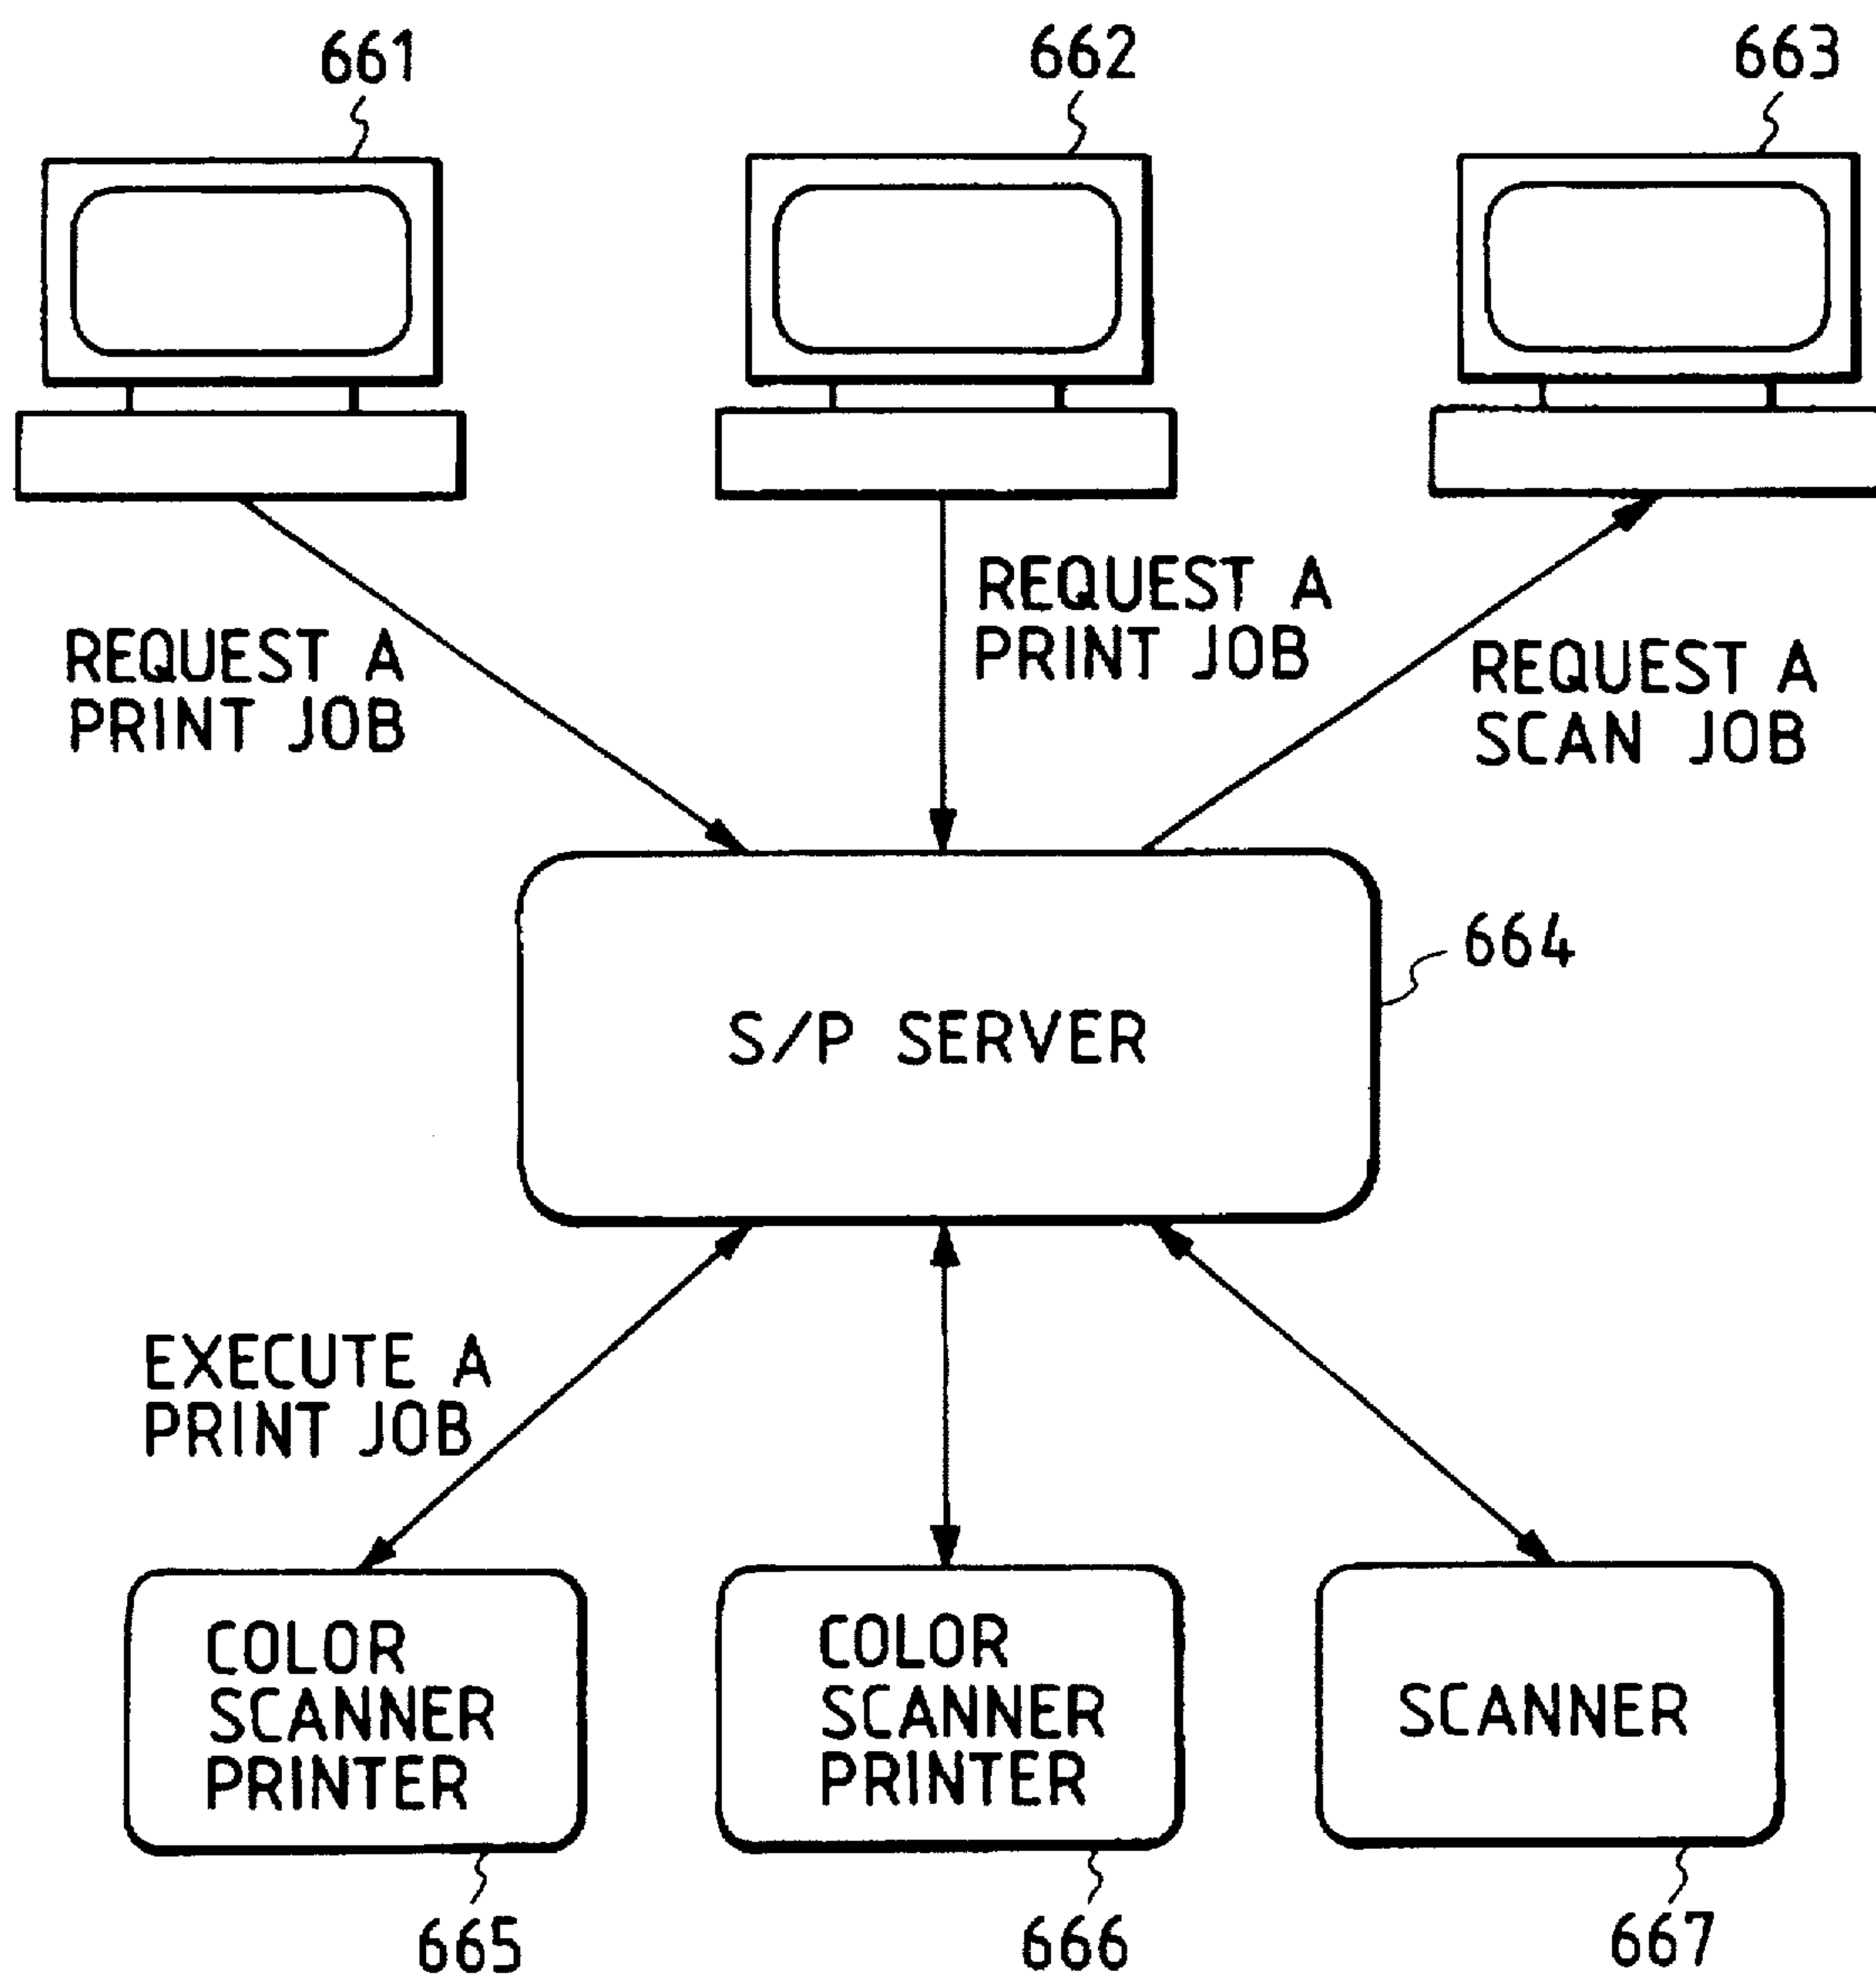 661
662
663
REQUEST A
PRINT JOB
REQUEST A
PRINT JOB
REQUEST A
SCAN JOB
664
S/P SERVER
EXECUTE A
PRINT JOB
COLOR
SCANNER
PRINTER
COLOR
SCANNER
PRINTER
SCANNER
665
666
667